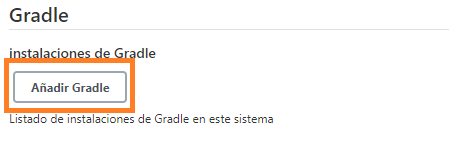 Gradle
instalaciones de Gradle
Añadir Gradle
Listado de instalaciones de Gradle en este sistema